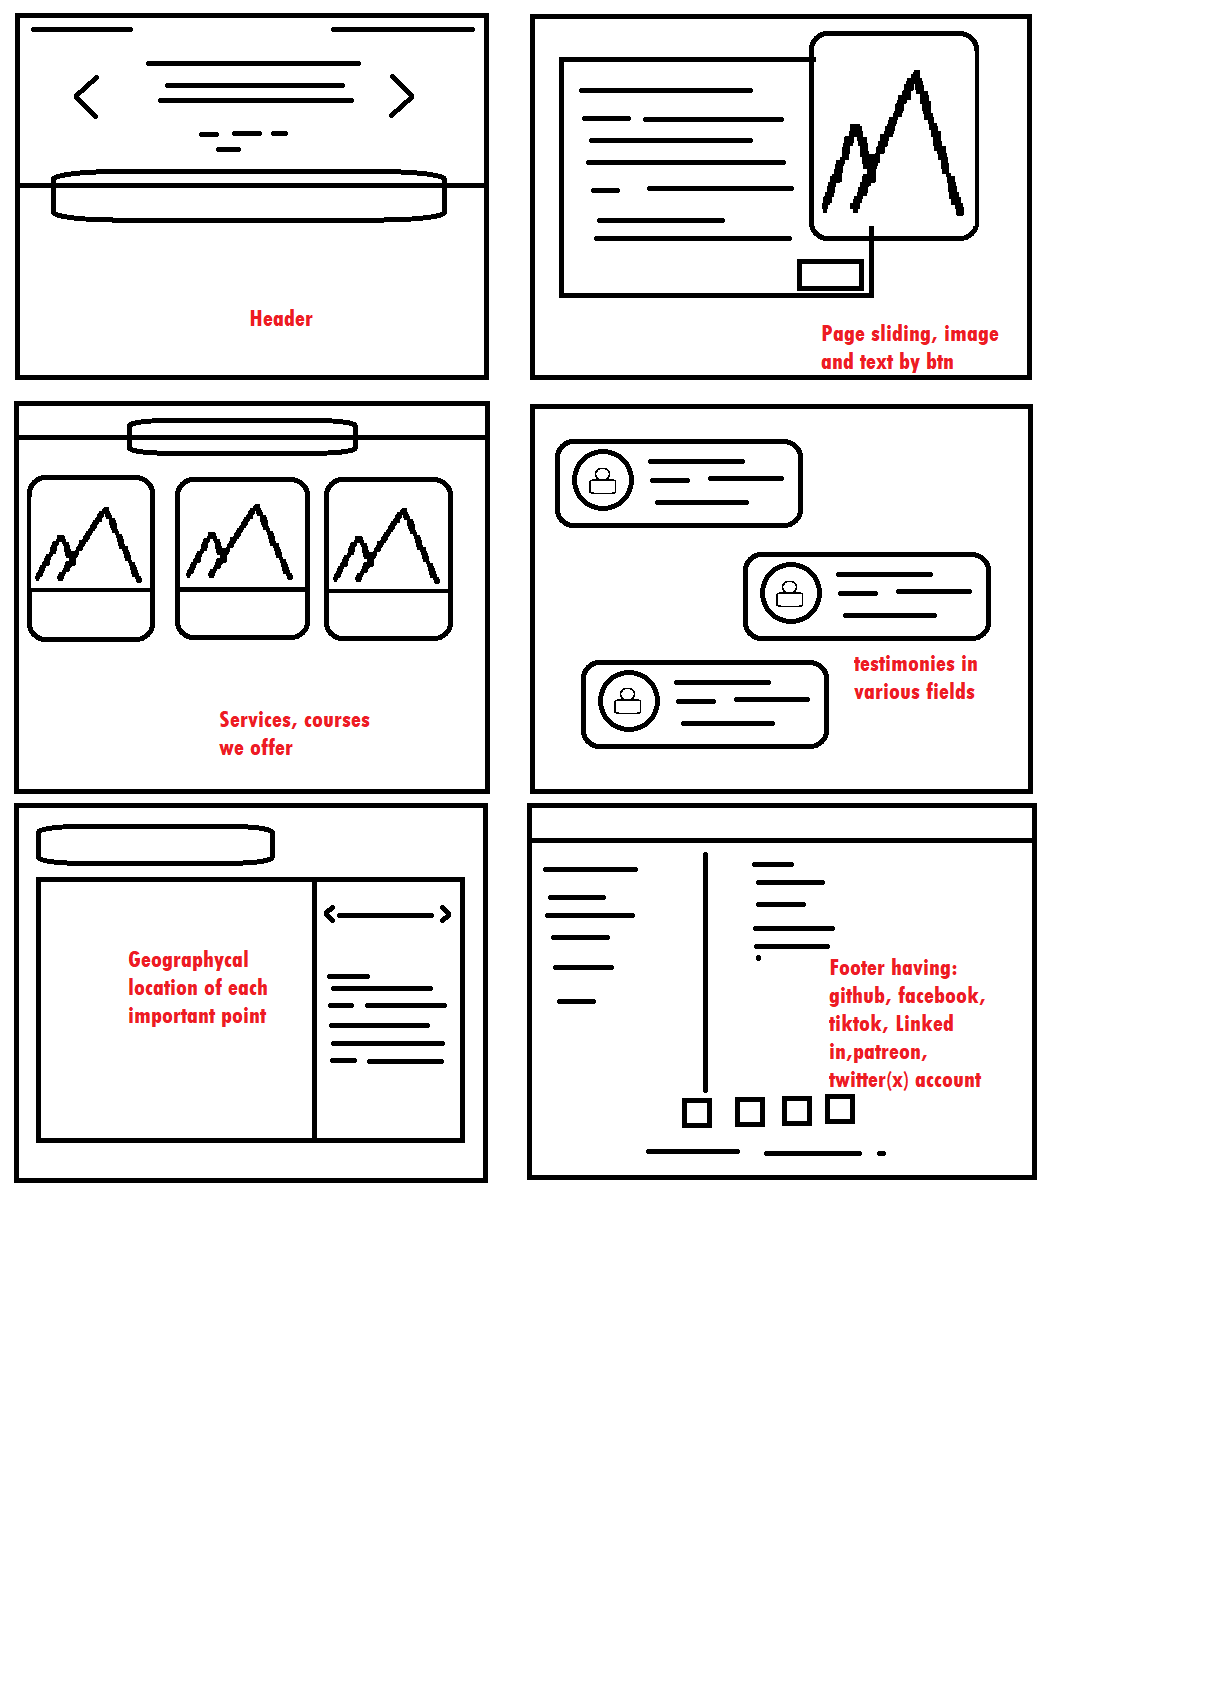 Header
Page sliding, image
and text by btn
Services, courses
we offer
testimonies in
various fields
Geographycal
location of each
important point
Footer having:
github, facebook,
tiktok, Linked
in,patreon,
twitter(x) account